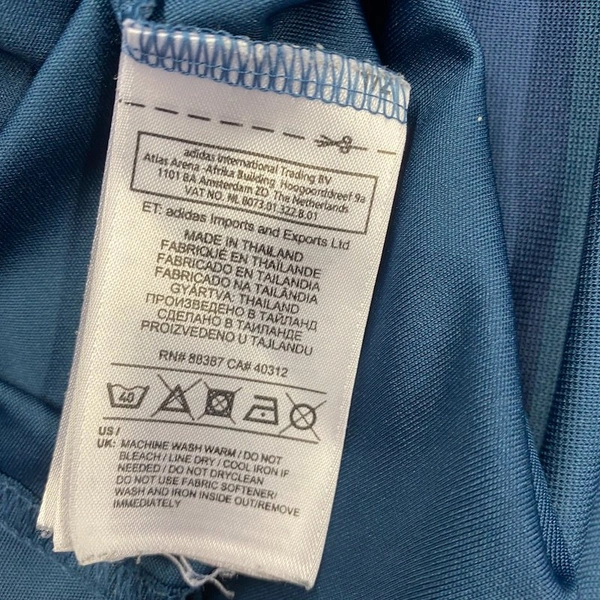 adidas International Trading BV
Atlas Arena -Afrika Building Hoogoorddreef 9a
1101 BA Amsterdam ZO, The Netherlands
VAT NO. NL 8073.01.322.B.01
ET: adidas Imports and Exports Ltd
MADE IN THAILAND
FABRIQUÉ EN THAÏLANDE
FABRICADO EN TAILANDIA
FABRICADO NA TAILÂNDIA
GYÁRTVA: THAILAND
ПРОИЗВЕДЕНО В ТАЙЛАНД
СДЕЛАНО В ТАИЛАНДЕ
PROIZVEDENO U TAJLANDU
RN# 88387 CA# 40312
40
US /
UK: MACHINE WASH WARM / DO NOT
BLEACH / LINE DRY / COOL IRON IF
NEEDED / DO NOT DRYCLEAN
DO NOT USE FABRIC SOFTENER/
WASH AND IRON INSIDE OUT/REMOVE
IMMEDIATELY